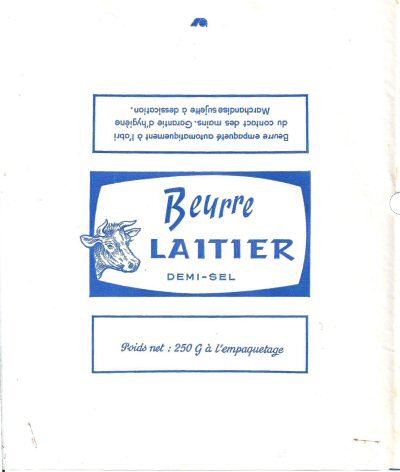 Beurre empaqueté automatiquement à l'abri
du contact des mains. Garantie d'hygiène
Marchandise sujette à dessication.
Beurre
LAITIER
DEMI-SEL
Poids net : 250 G à l'empaquetage